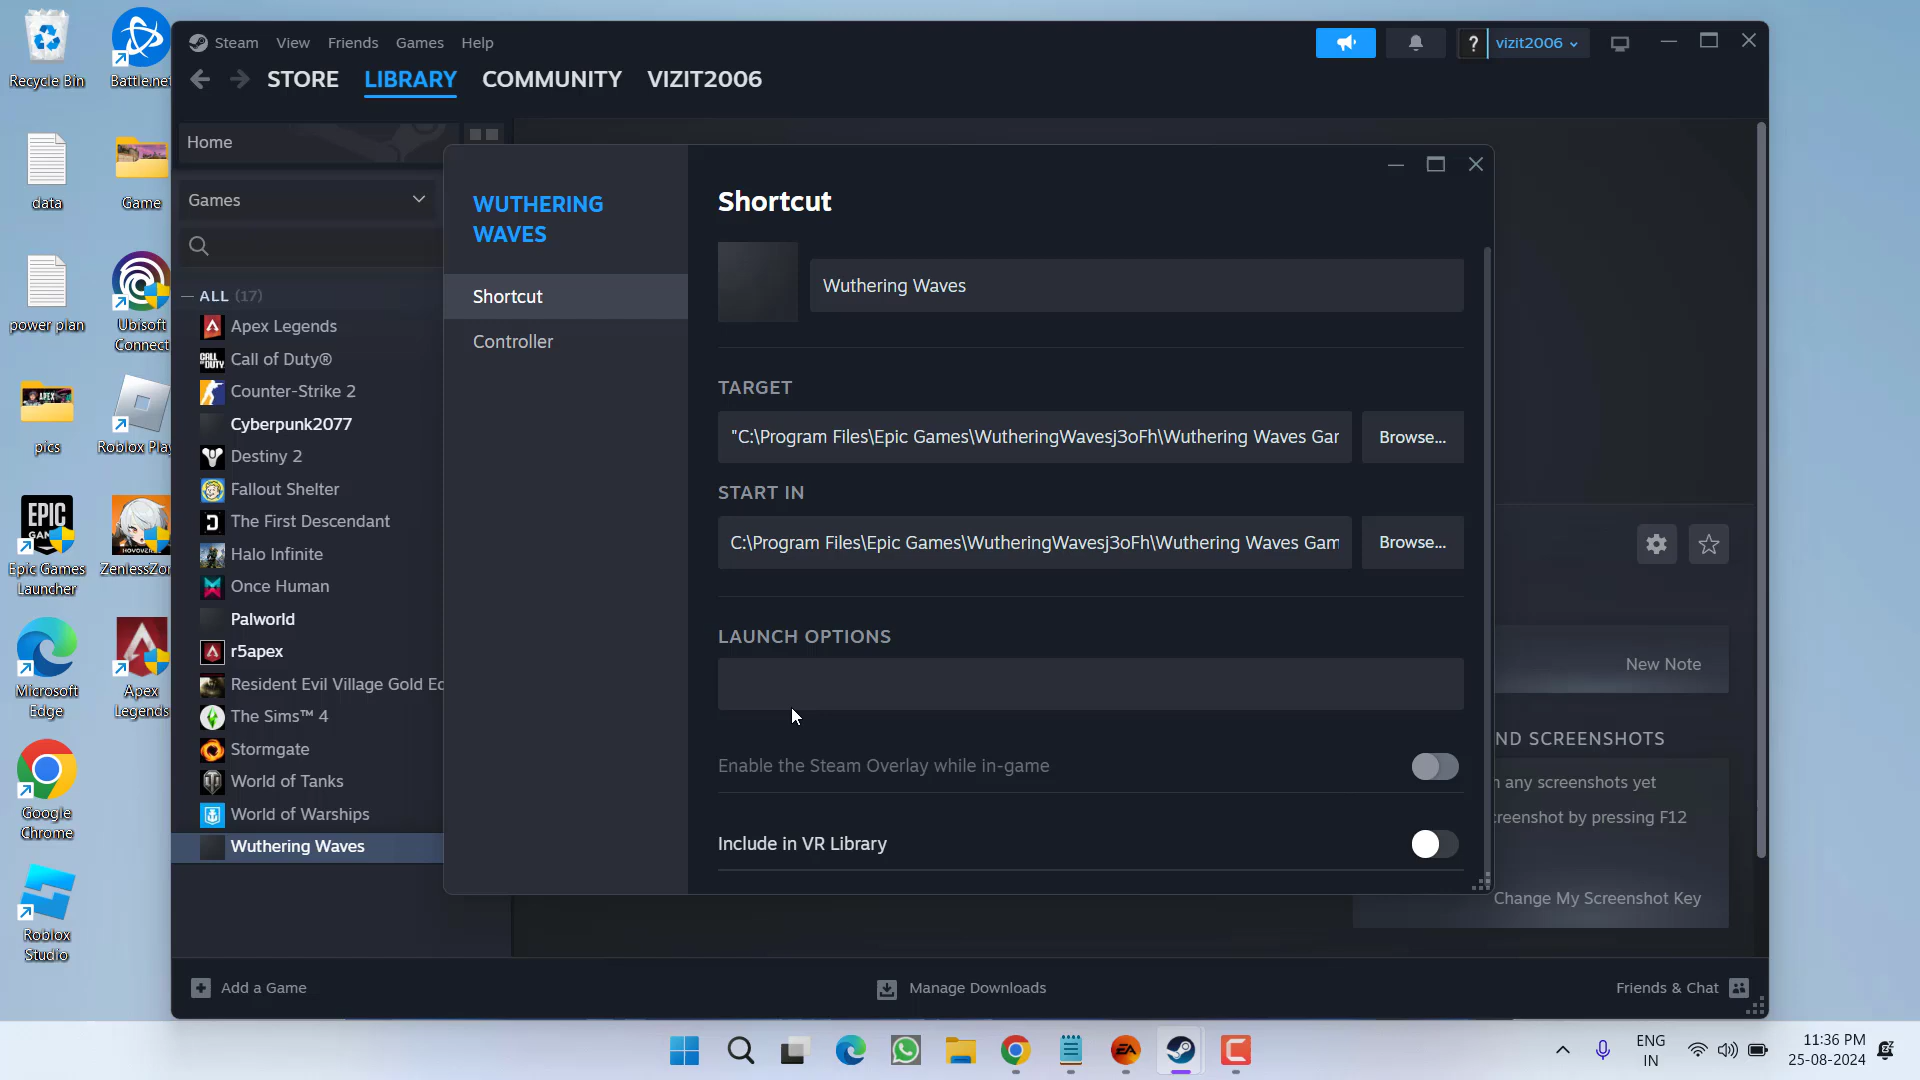 Recycle Bin
Battle.net
data
Game
power plan
Ubisoft
Connect
pics
Roblox Play
EPIC
GAMES
Epic Games
Launcher
HOYOVER
ZenlessZon
Microsoft
Edge
Apex
Legends
Google
Chrome
Roblox
Studio
Steam View Friends Games Help
? vizit2006
STORE LIBRARY COMMUNITY VIZIT2006
Home
Games
ALL (17)
Apex Legends
Call of Duty®
Counter-Strike 2
Cyberpunk2077
Destiny 2
Fallout Shelter
The First Descendant
Halo Infinite
Once Human
Palworld
r5apex
Resident Evil Village Gold Ed
The Sims™ 4
Stormgate
World of Tanks
World of Warships
Wuthering Waves
WUTHERING
WAVES
Shortcut
Controller
Shortcut
Wuthering Waves
TARGET
"C:\Program Files\Epic Games\WutheringWavesj3oFh\Wuthering Waves Gar
Browse...
START IN
C:\Program Files\Epic Games\WutheringWavesj3oFh\Wuthering Waves Gam
Browse...
LAUNCH OPTIONS
Enable the Steam Overlay while in-game
Include in VR Library
New Note
ND SCREENSHOTS
any screenshots yet
creenshot by pressing F12
Change My Screenshot Key
Add a Game
Manage Downloads
Friends & Chat
EA
ENG
IN
11:36 PM
25-08-2024